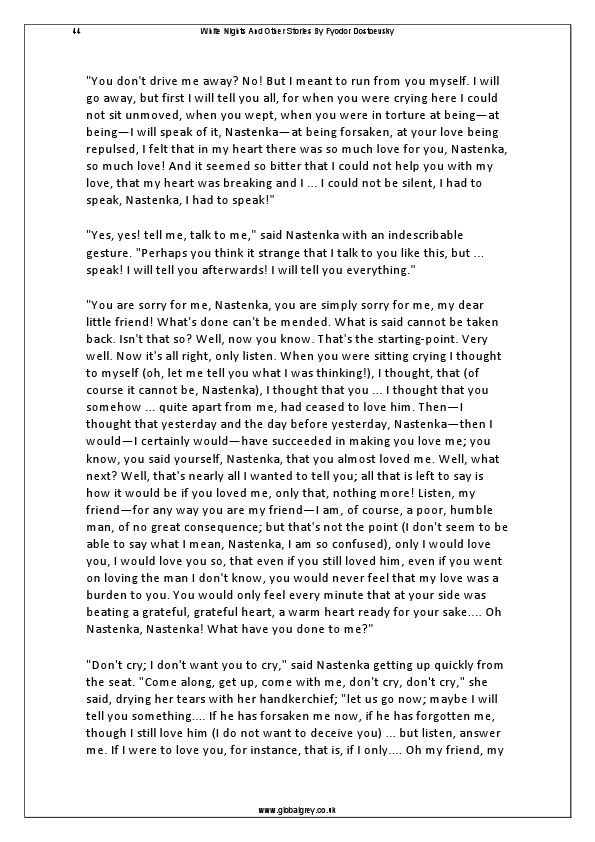 44
White Nights And Other Stories By Fyodor Dostoevsky
"You don't drive me away? No! But I meant to run from you myself. I will
go away, but first I will tell you all, for when you were crying here I could
not sit unmoved, when you wept, when you were in torture at being—at
being—I will speak of it, Nastenka—at being forsaken, at your love being
repulsed, I felt that in my heart there was so much love for you, Nastenka,
so much love! And it seemed so bitter that I could not help you with my
love, that my heart was breaking and I ... I could not be silent, I had to
speak, Nastenka, I had to speak!"
"Yes, yes! tell me, talk to me," said Nastenka with an indescribable
gesture. "Perhaps you think it strange that I talk to you like this, but ...
speak! I will tell you afterwards! I will tell you everything."
"You are sorry for me, Nastenka, you are simply sorry for me, my dear
little friend! What's done can't be mended. What is said cannot be taken
back. Isn't that so? Well, now you know. That's the starting-point. Very
well. Now it's all right, only listen. When you were sitting crying I thought
to myself (oh, let me tell you what I was thinking!), I thought, that (of
course it cannot be, Nastenka), I thought that you ... I thought that you
somehow ... quite apart from me, had ceased to love him. Then—I
thought that yesterday and the day before yesterday, Nastenka—then I
would—I certainly would—have succeeded in making you love me; you
know, you said yourself, Nastenka, that you almost loved me. Well, what
next? Well, that's nearly all I wanted to tell you; all that is left to say is
how it would be if you loved me, only that, nothing more! Listen, my
friend—for any way you are my friend—I am, of course, a poor, humble
man, of no great consequence; but that's not the point (I don't seem to be
able to say what I mean, Nastenka, I am so confused), only I would love
you, I would love you so, that even if you still loved him, even if you went
on loving the man I don't know, you would never feel that my love was a
burden to you. You would only feel every minute that at your side was
beating a grateful, grateful heart, a warm heart ready for your sake.... Oh
Nastenka, Nastenka! What have you done to me?"
"Don't cry; I don't want you to cry," said Nastenka getting up quickly from
the seat. "Come along, get up, come with me, don't cry, don't cry," she
said, drying her tears with her handkerchief; "let us go now; maybe I will
tell you something.... If he has forsaken me now, if he has forgotten me,
though I still love him (I do not want to deceive you) ... but listen, answer
me. If I were to love you, for instance, that is, if I only.... Oh my friend, my
www.globalgrey.co.uk